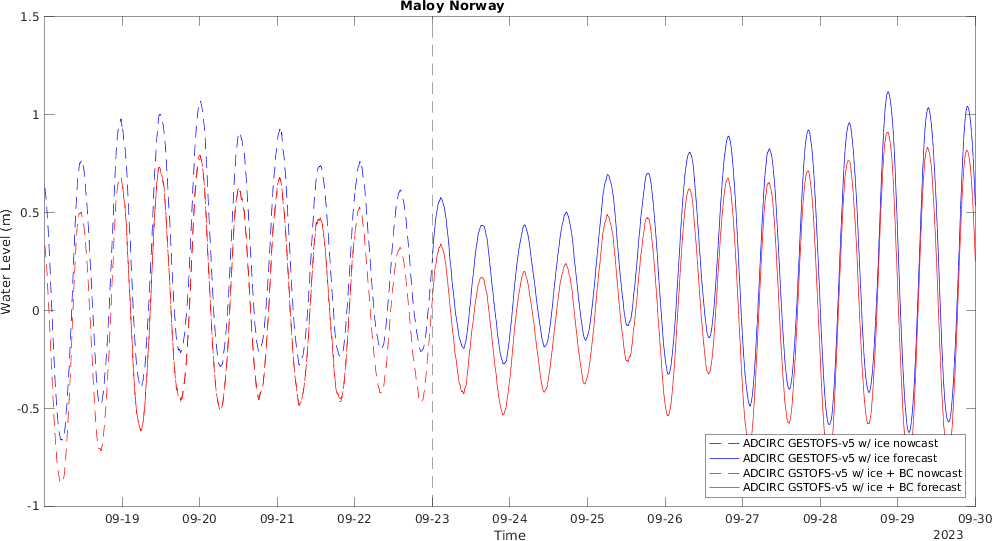 Maloy Norway
1.5
1
0.5
0
-0.5
-1
Water Level (m)
ADCIRC GESTOFS-v5 w/ ice nowcast
ADCIRC GESTOFS-v5 w/ ice forecast
ADCIRC GSTOFS-v5 w/ ice + BC nowcast
ADCIRC GSTOFS-v5 w/ ice + BC forecast
09-19 09-20 09-21 09-22 09-23 09-24 09-25 09-26 09-27 09-28 09-29 09-30
Time
2023